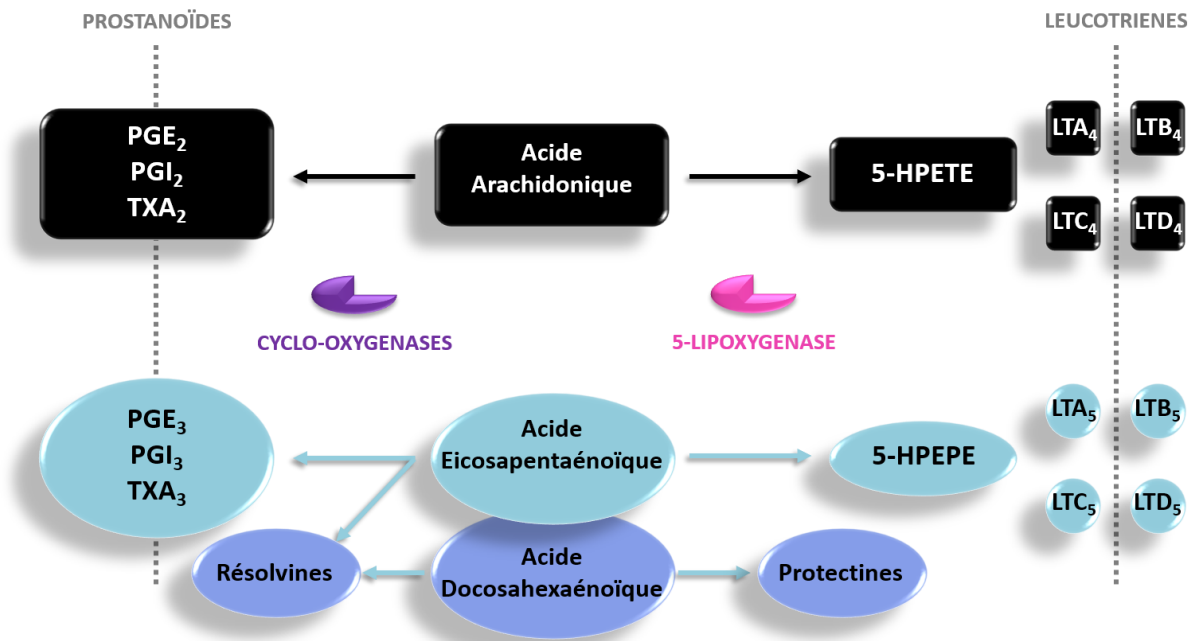 PROSTANOÏDES
LEUCOTRIENES
PGE₂
PGI₂
TXA₂
Acide
Arachidonique
5-HPETE
LTA₄
LTB₄
LTC₄
LTD₄
CYCLO-OXYGENASES
5-LIPOXYGENASE
PGE₃
PGI₃
TXA₃
Acide
Eicosapentaénoïque
5-HPEPE
LTA₅
LTB₅
LTC₅
LTD₅
Résolvines
Acide
Docosahexaénoïque
Protectines